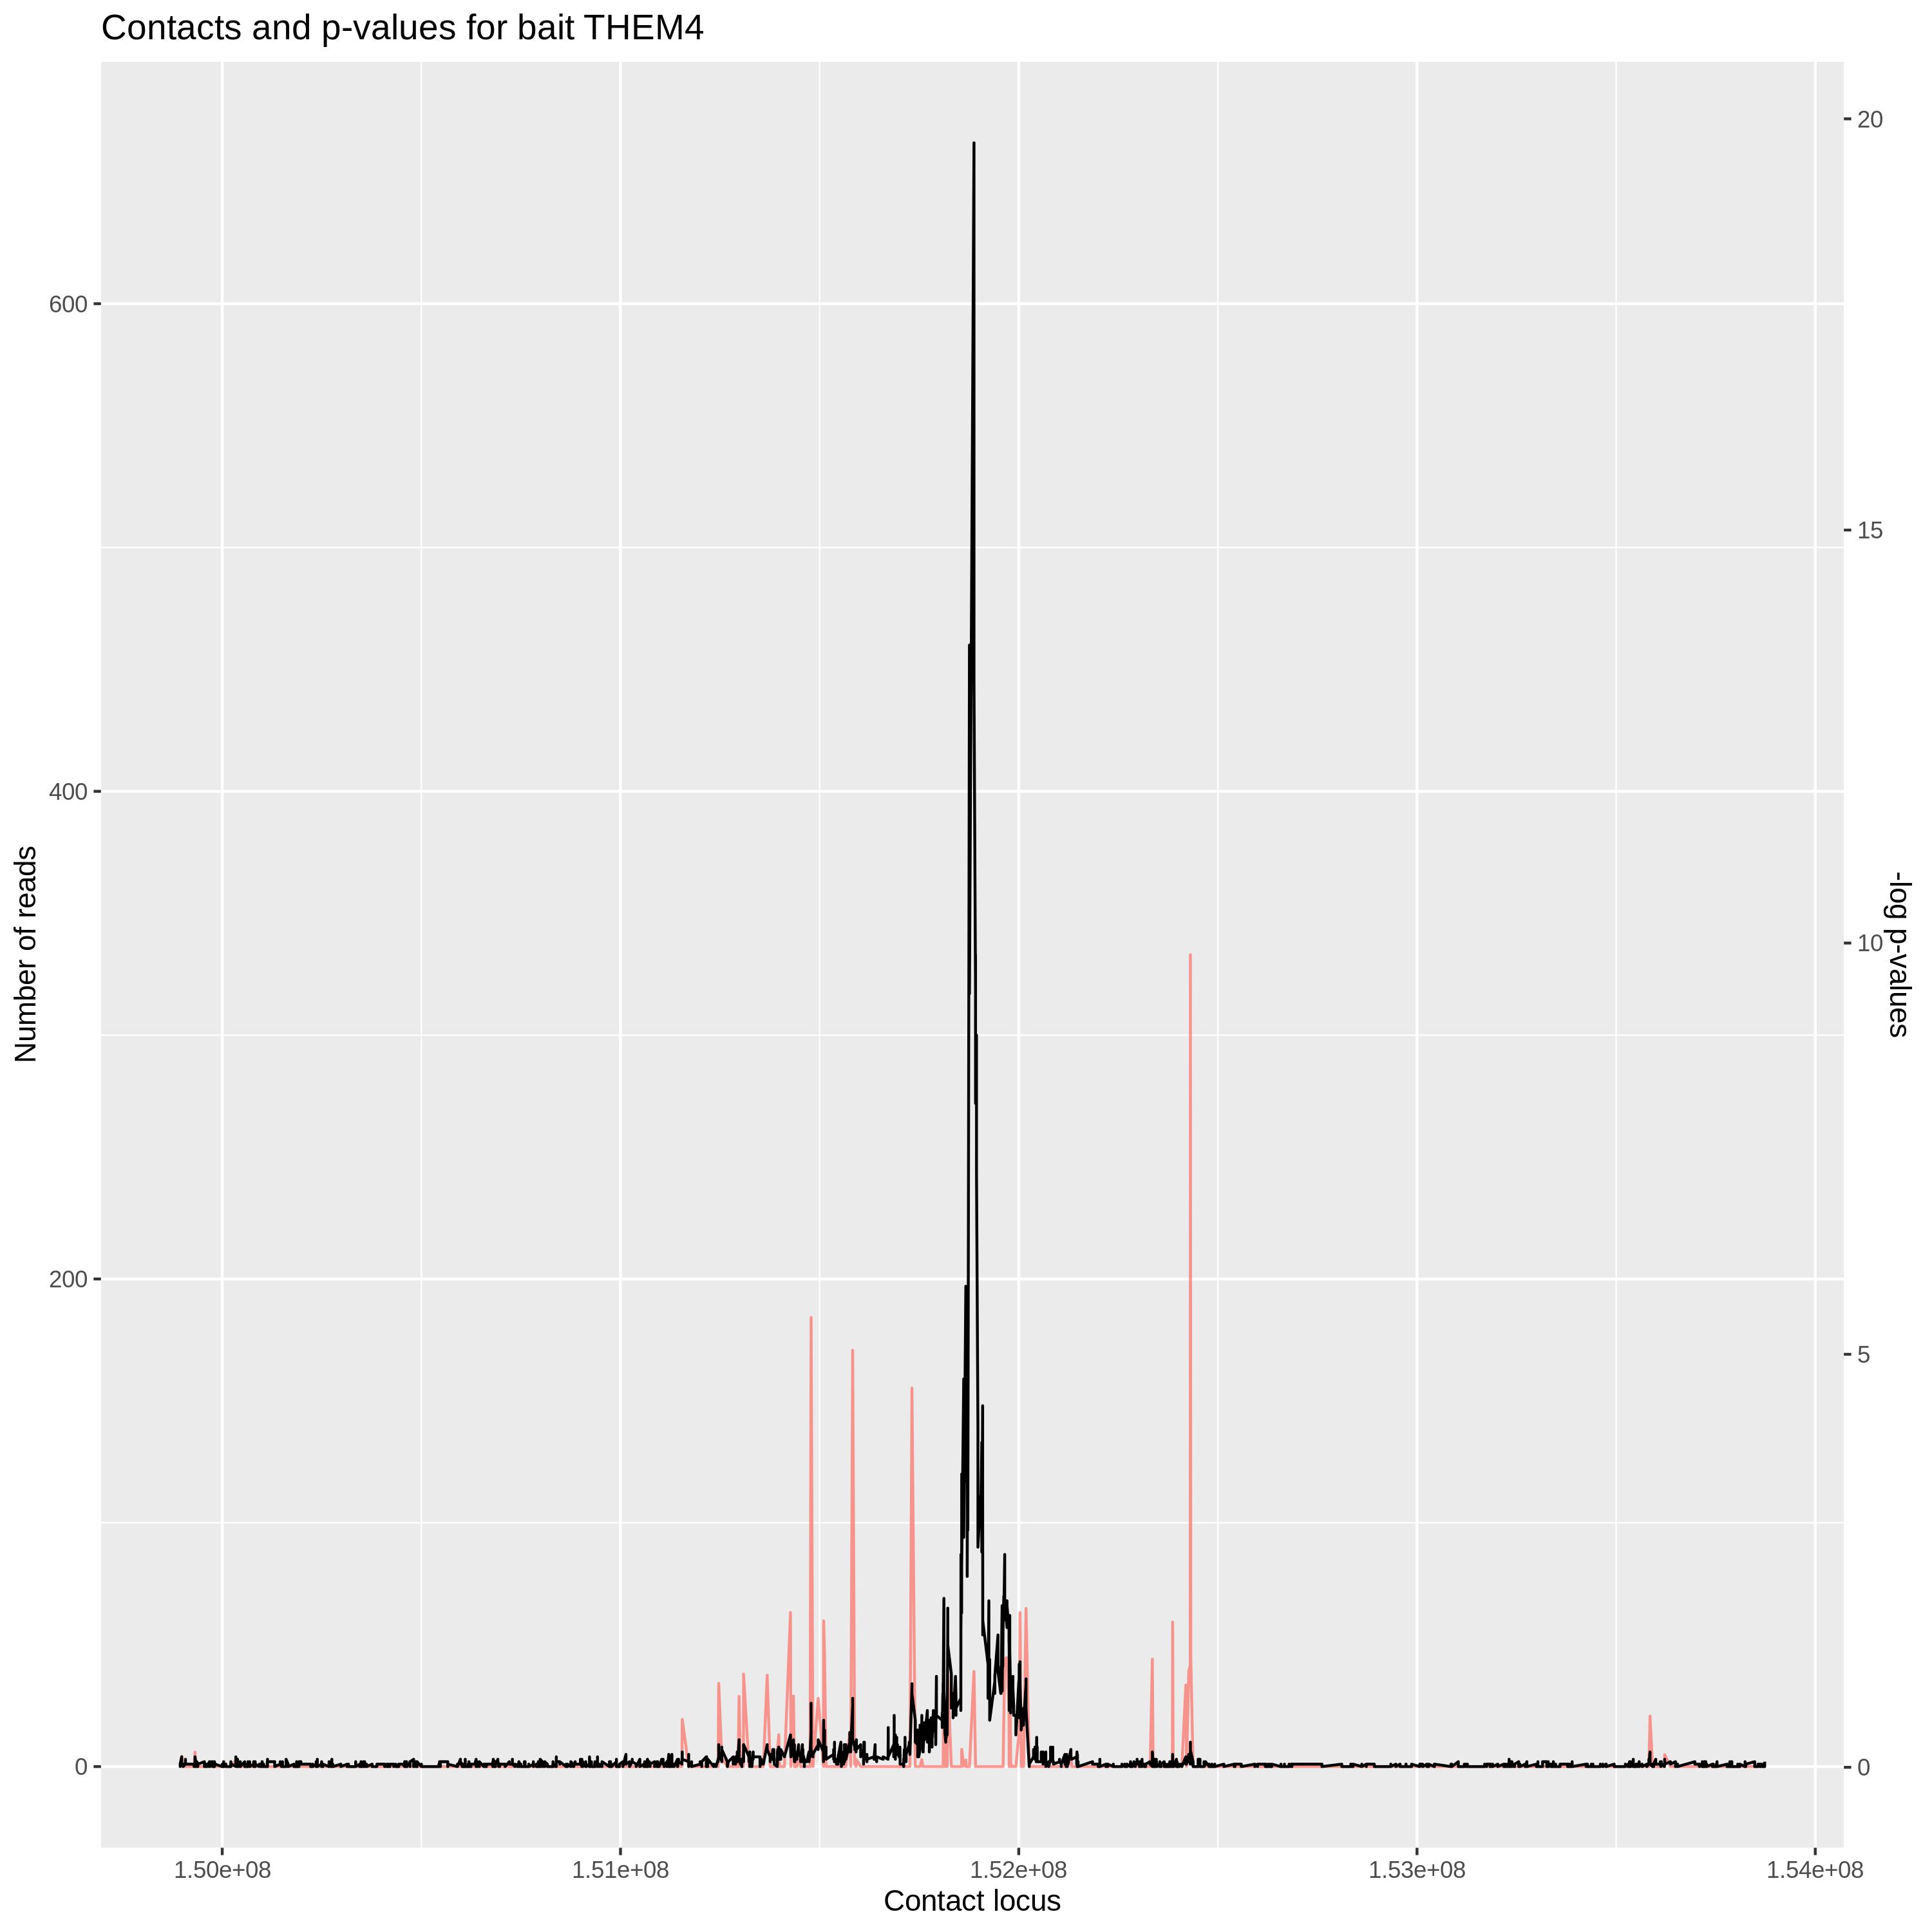 Contacts and p-values for bait THEM4
20
600
15
400
10
200
5
0
0
Number of reads
-log p-values
1.50e+08
1.51e+08
1.52e+08
1.53e+08
1.54e+08
Contact locus